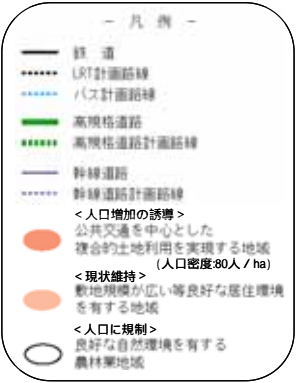 － 凡 例 －
鉄 道
LRT計画路線
バス計画路線
高規格道路
高規格道路計画路線
幹線道路
幹線道路計画路線
＜人口増加の誘導＞
公共交通を中心とした
複合的土地利用を実現する地域
(人口密度:80人／ha)
＜現状維持＞
敷地規模が広い等良好な居住環境
を有する地域
＜人口に規制＞
良好な自然環境を有する
農林業地域